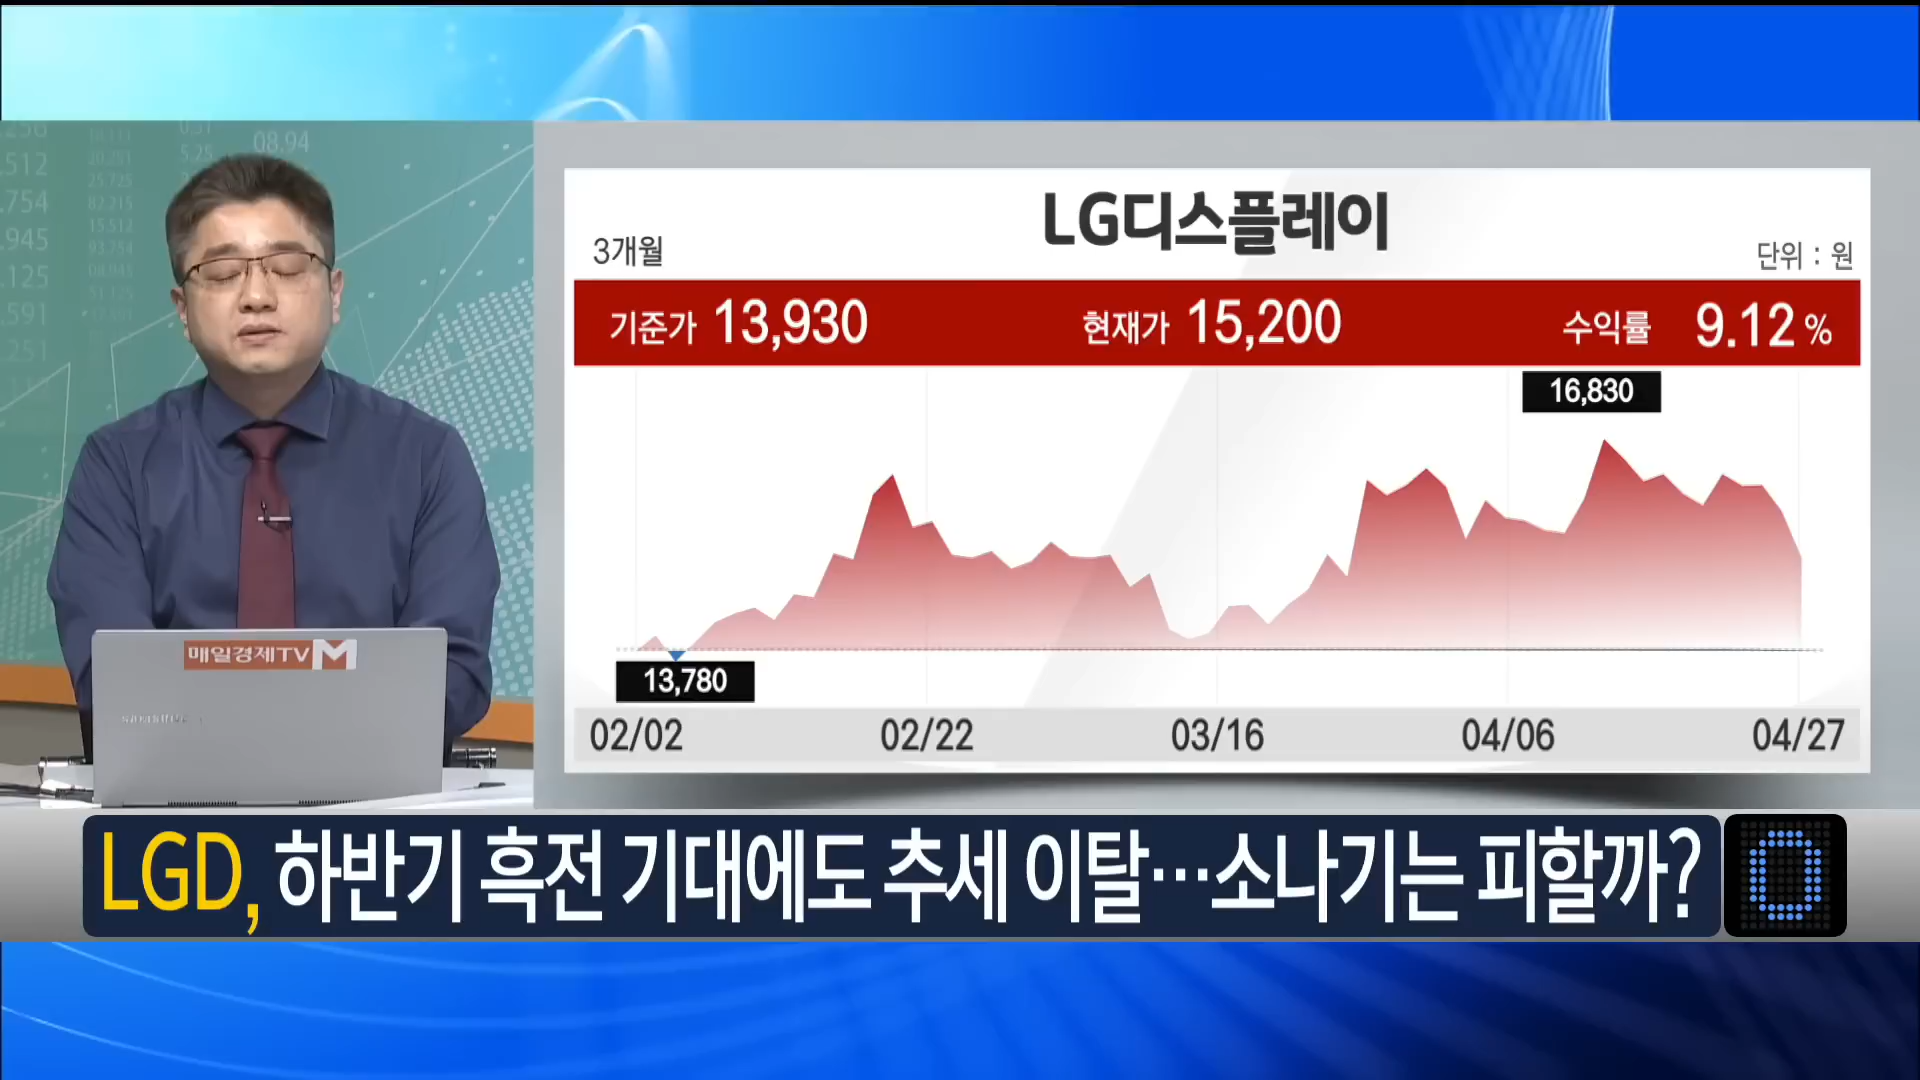 08.94
LG디스플레이
3개월
단위 : 원
기준가 13,930 현재가 15,200 수익률 9.12 %
16,830
13,780
02/02 02/22 03/16 04/06 04/27
매일경제TV M
SAMSUNG
LGD, 하반기 흑전 기대에도 추세 이탈…소나기는 피할까?